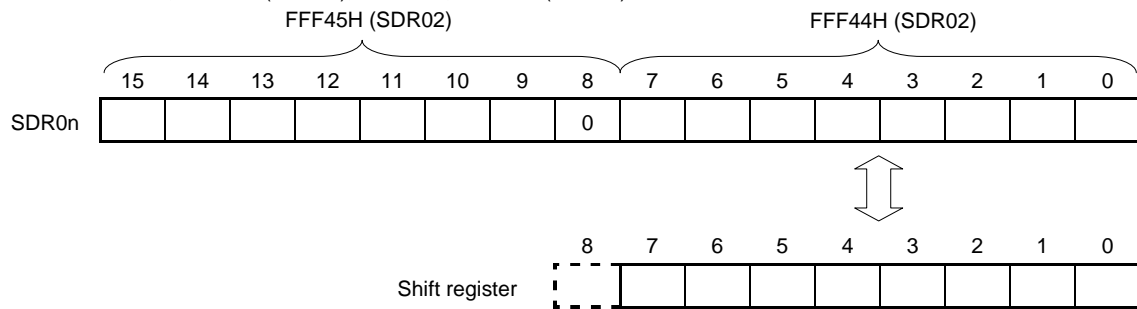 FFF45H (SDR02) FFF44H (SDR02)
15 14 13 12 11 10 9 8 7 6 5 4 3 2 1 0
SDR0n 0
8 7 6 5 4 3 2 1 0
Shift register